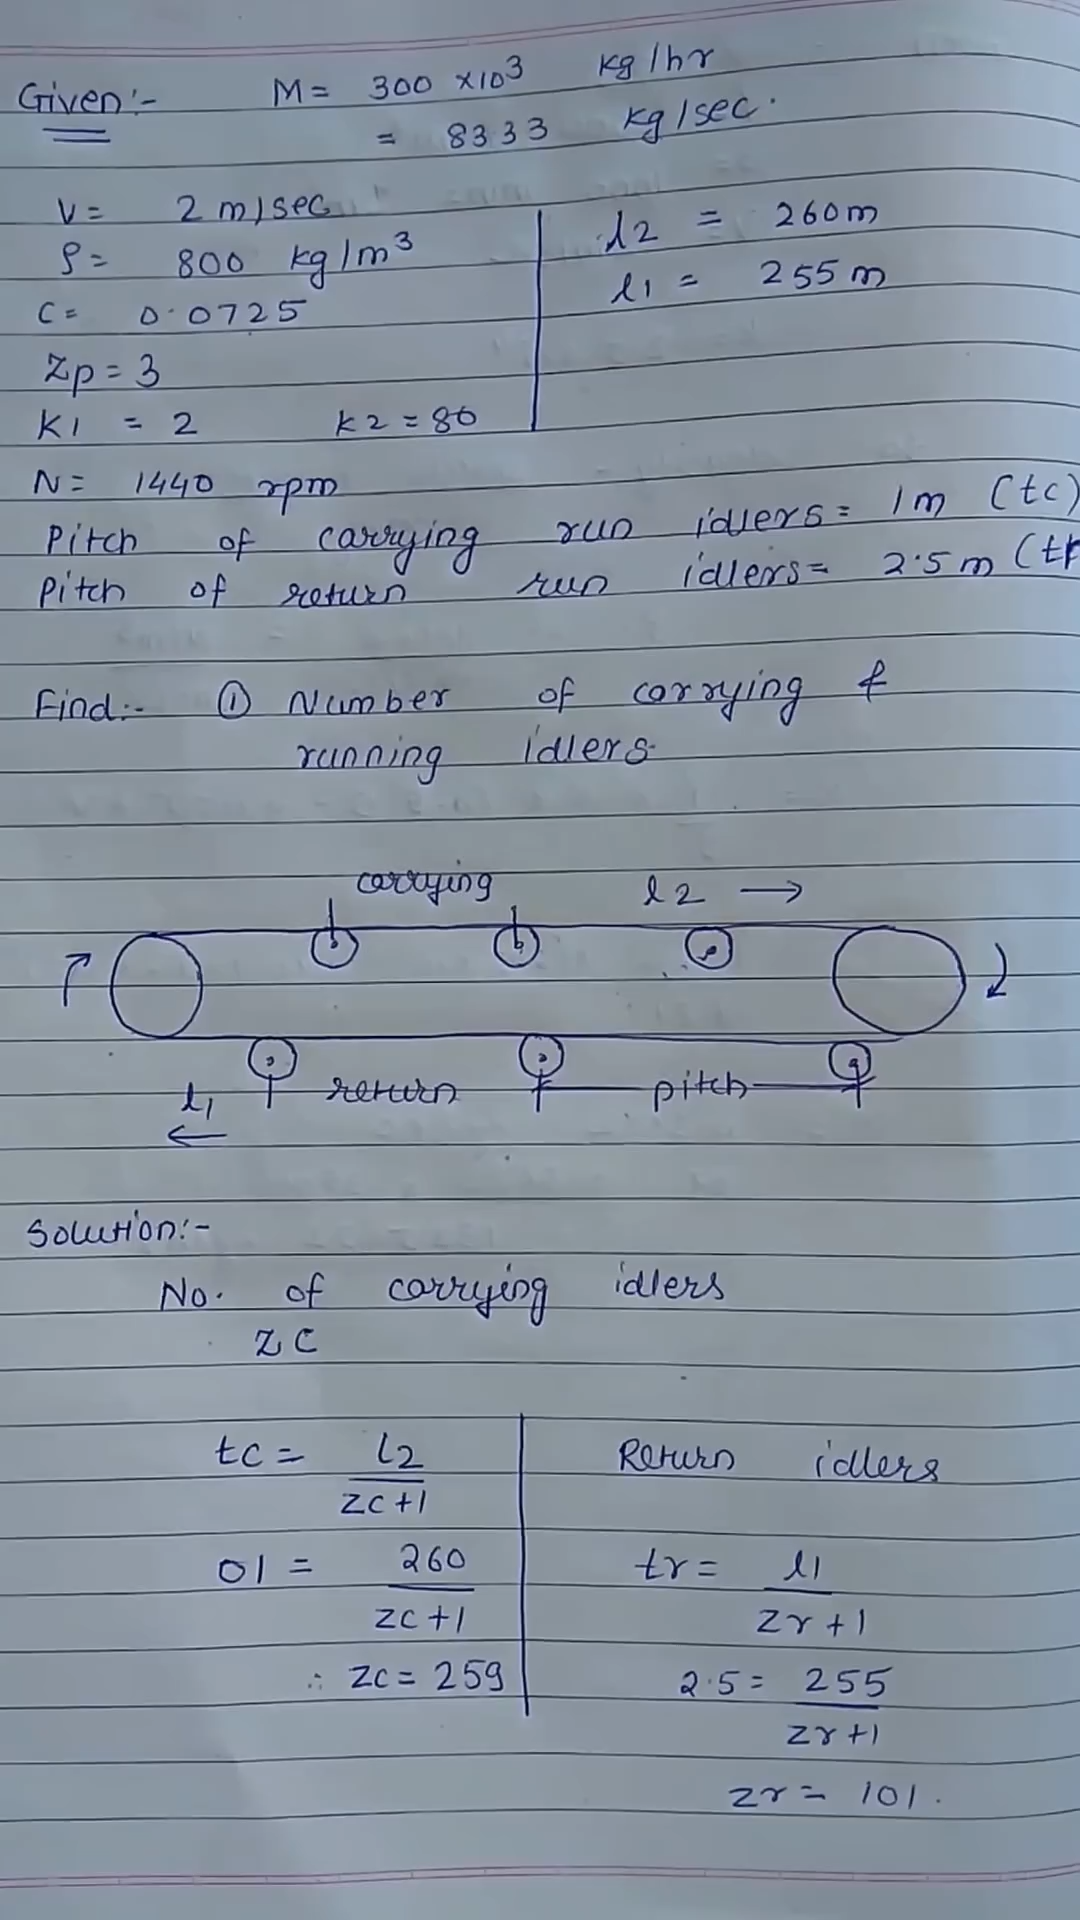 Given:- M = 300 ×10³ kg/hr
= 83.33 kg/sec.
V = 2 m/sec
ρ = 800 kg/m³
C = 0.0725
Zp = 3
K1 = 2 K2 = 80
l2 = 260m
l1 = 255 m
N = 1440 rpm
Pitch of carrying run idlers = 1m (tc)
Pitch of return run idlers = 2.5 m (tr
Find:- ① Number of carrying &
running idlers.
carrying l2 →
l1 return pitch
←
Solution:-
No. of carrying idlers
ZC
tc = l2
zc+1
01 = 260
zc+1
∴ zc = 259
Return idlers
tr = l1
zr+1
2.5 = 255
zr+1
zr = 101.